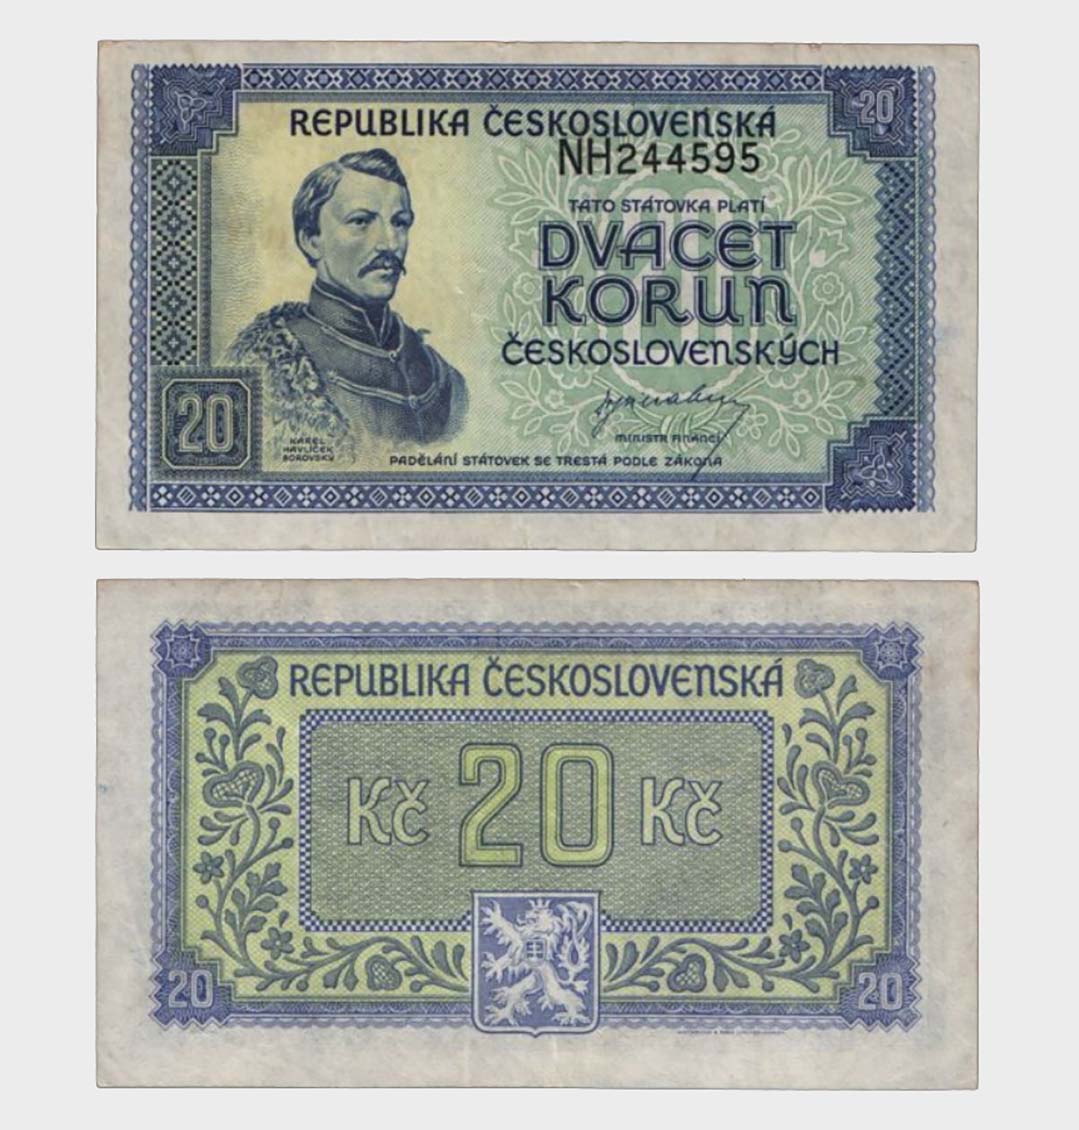 20
REPUBLIKA ČESKOSLOVENSKÁ
NH244595
TATO STÁTOVKA PLATÍ
DVACET
KORUN
ČESKOSLOVENSKÝCH
MINISTR FINANCÍ
20
KAREL
HAVLÍČEK
BOROVSKÝ
PADĚLÁNÍ STÁTOVEK SE TRESTÁ PODLE ZÁKONA
REPUBLIKA ČESKOSLOVENSKÁ
Kč 20 Kč
20 20